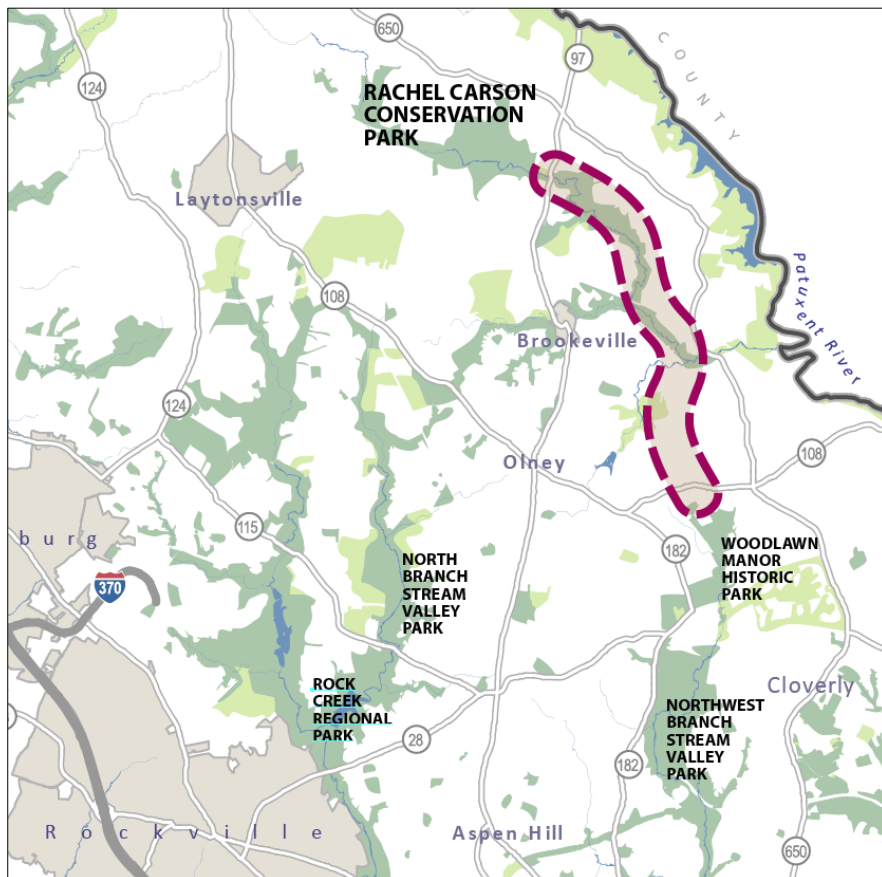 650
97
124
COUNTY
RACHEL CARSON
CONSERVATION
PARK
Laytonsville
108
Patuxent River
Brookeville
124
Olney
108
115
burg
182
WOODLAWN
MANOR
HISTORIC
PARK
NORTH
BRANCH
STREAM
VALLEY
PARK
370
ROCK
CREEK
REGIONAL
PARK
Cloverly
NORTHWEST
BRANCH
STREAM
VALLEY
PARK
28
182
Rockville
Aspen Hill
650